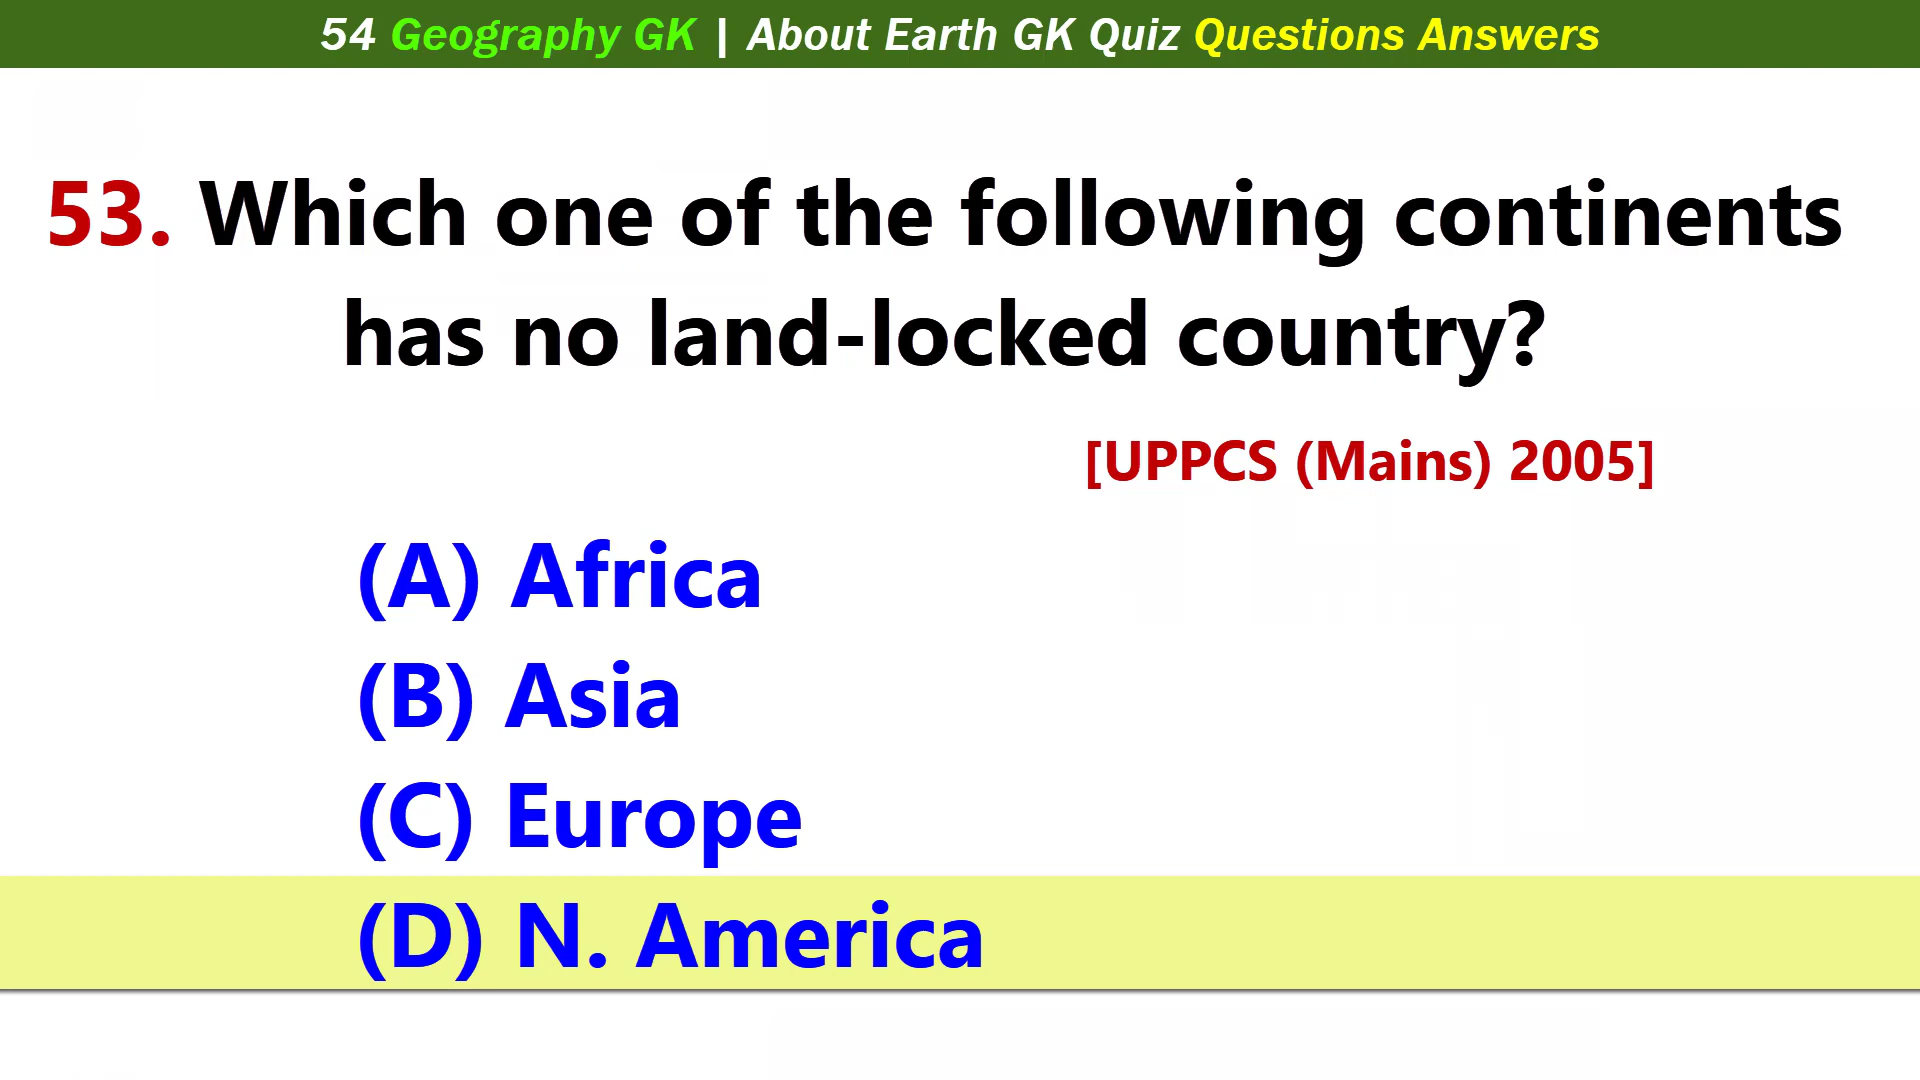 54 Geography GK | About Earth GK Quiz Questions Answers
53. Which one of the following continents
has no land-locked country?
[UPPCS (Mains) 2005]
(A) Africa
(B) Asia
(C) Europe
(D) N. America